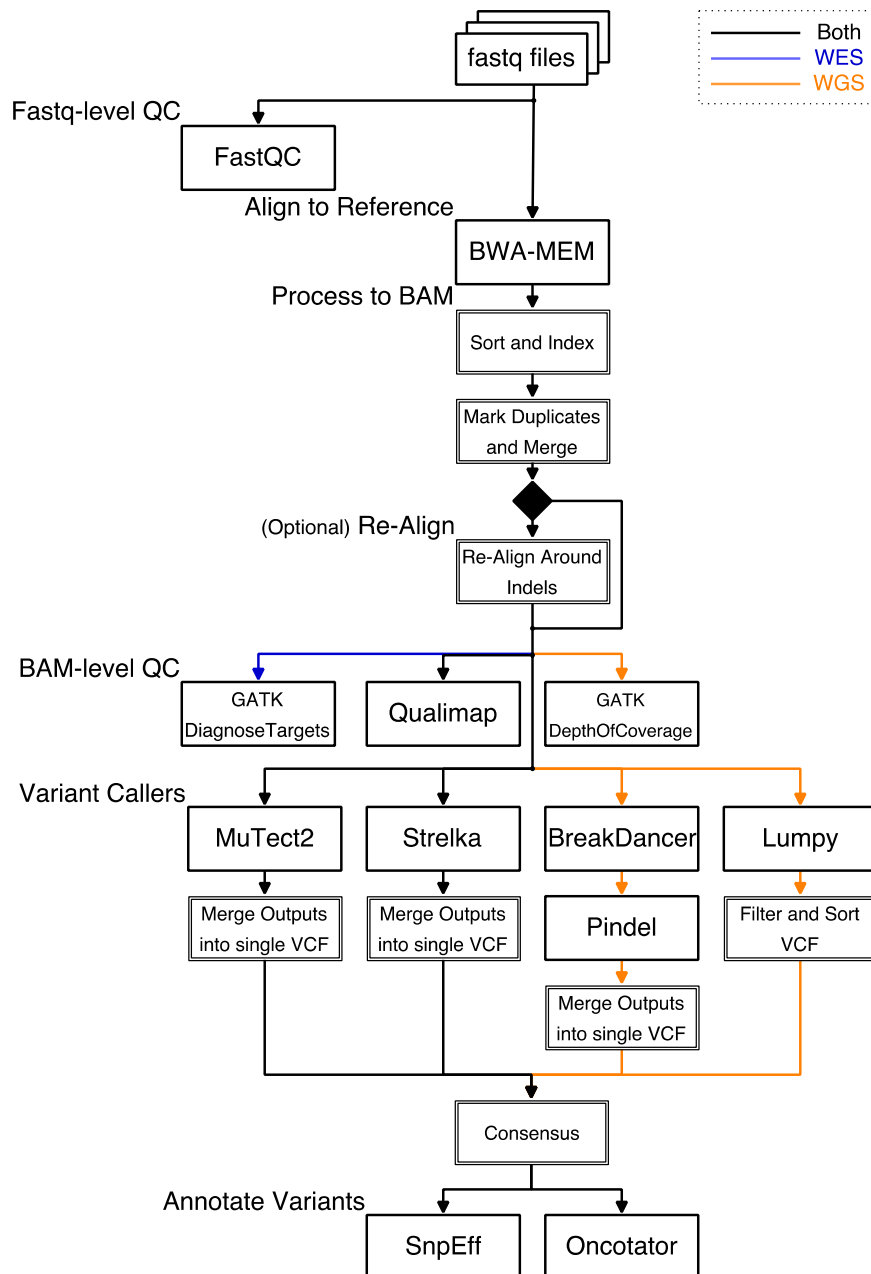 fastq files
Both
WES
WGS
Fastq-level QC
FastQC
Align to Reference
BWA-MEM
Process to BAM
Sort and Index
Mark Duplicates
and Merge
(Optional) Re-Align
Re-Align Around
Indels
BAM-level QC
GATK
DiagnoseTargets
Qualimap
GATK
DepthOfCoverage
Variant Callers
MuTect2
Strelka
BreakDancer
Lumpy
Merge Outputs
into single VCF
Merge Outputs
into single VCF
Pindel
Filter and Sort
VCF
Merge Outputs
into single VCF
Consensus
Annotate Variants
SnpEff
Oncotator